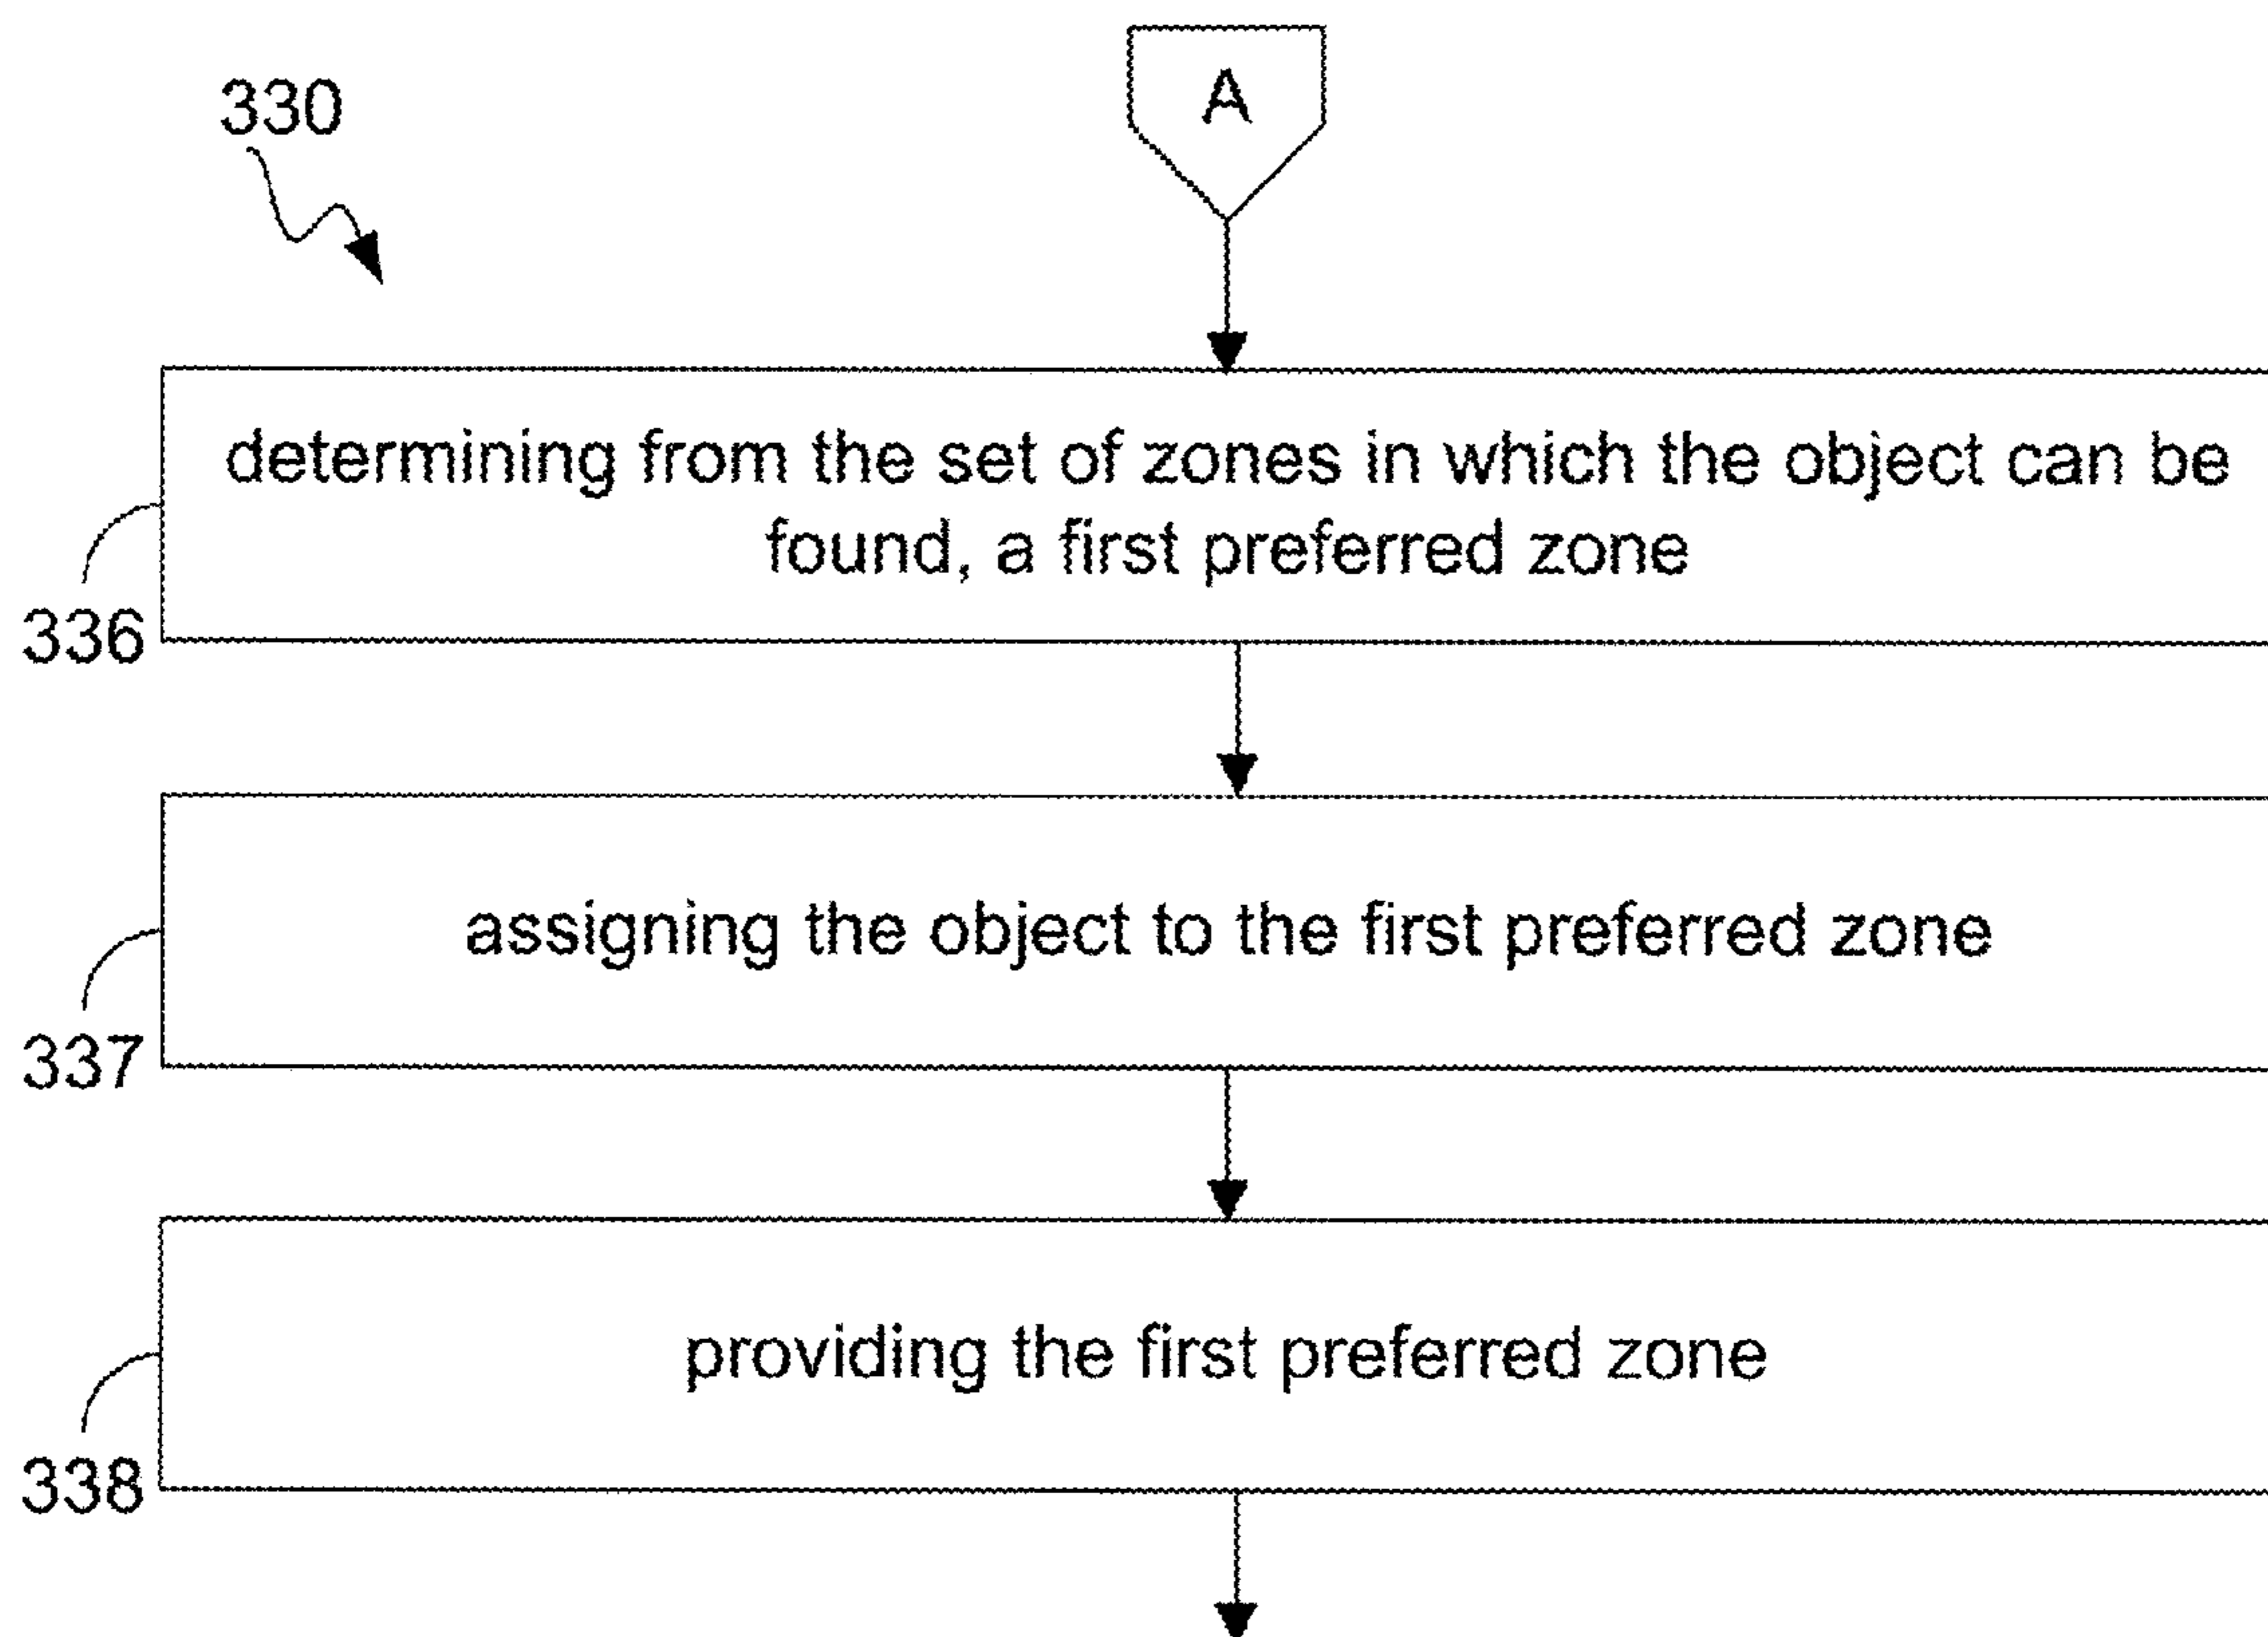 330
A
determining from the set of zones in which the object can be
found, a first preferred zone
336
assigning the object to the first preferred zone
337
providing the first preferred zone
338